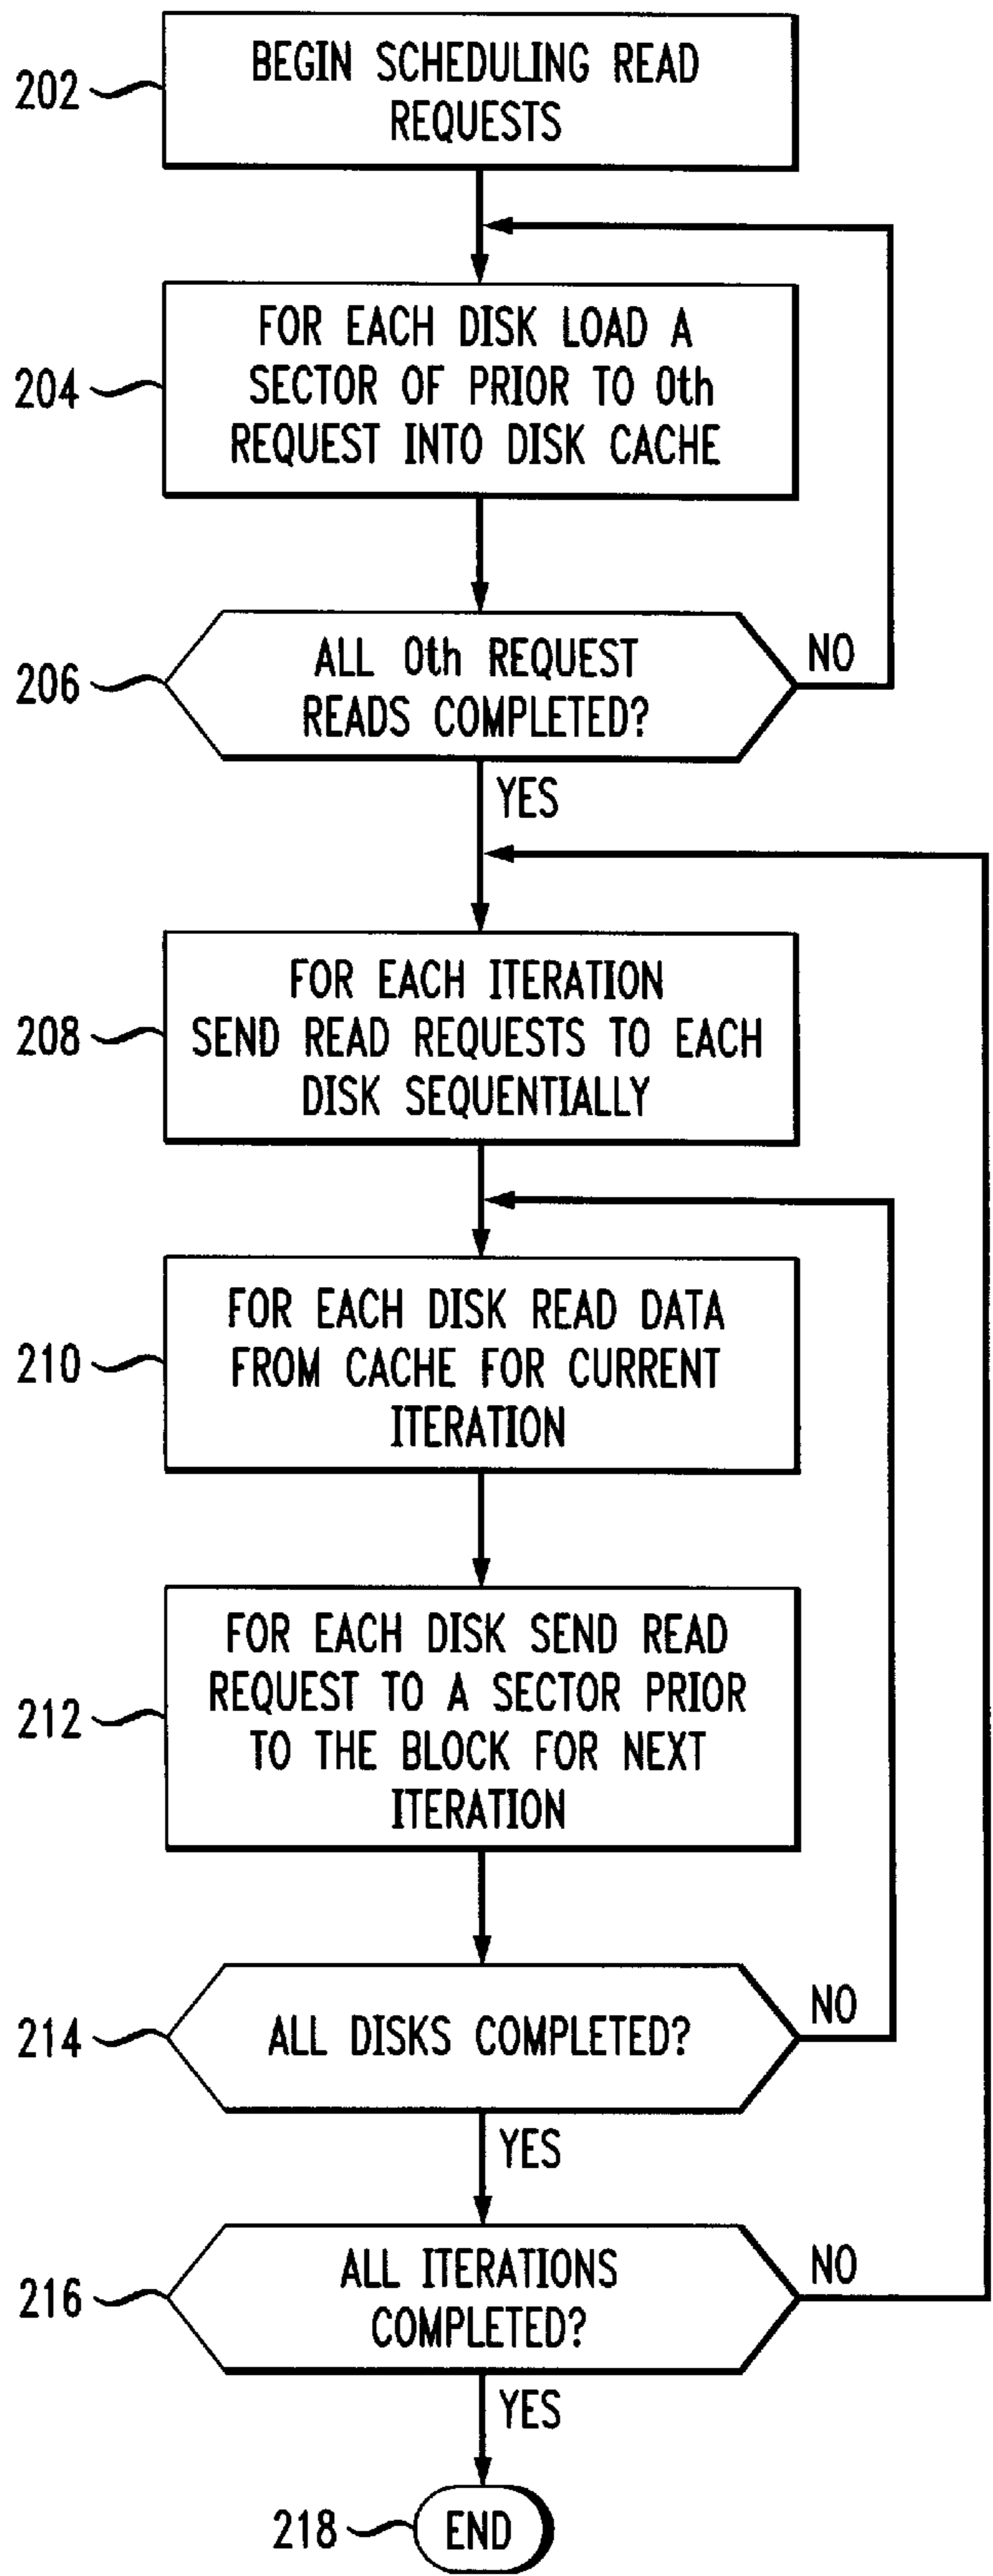 202
BEGIN SCHEDULING READ
REQUESTS
204
FOR EACH DISK LOAD A
SECTOR OF PRIOR TO 0th
REQUEST INTO DISK CACHE
206
ALL 0th REQUEST
READS COMPLETED?
NO
YES
208
FOR EACH ITERATION
SEND READ REQUESTS TO EACH
DISK SEQUENTIALLY
210
FOR EACH DISK READ DATA
FROM CACHE FOR CURRENT
ITERATION
212
FOR EACH DISK SEND READ
REQUEST TO A SECTOR PRIOR
TO THE BLOCK FOR NEXT
ITERATION
214
ALL DISKS COMPLETED?
NO
YES
216
ALL ITERATIONS
COMPLETED?
NO
YES
218
END